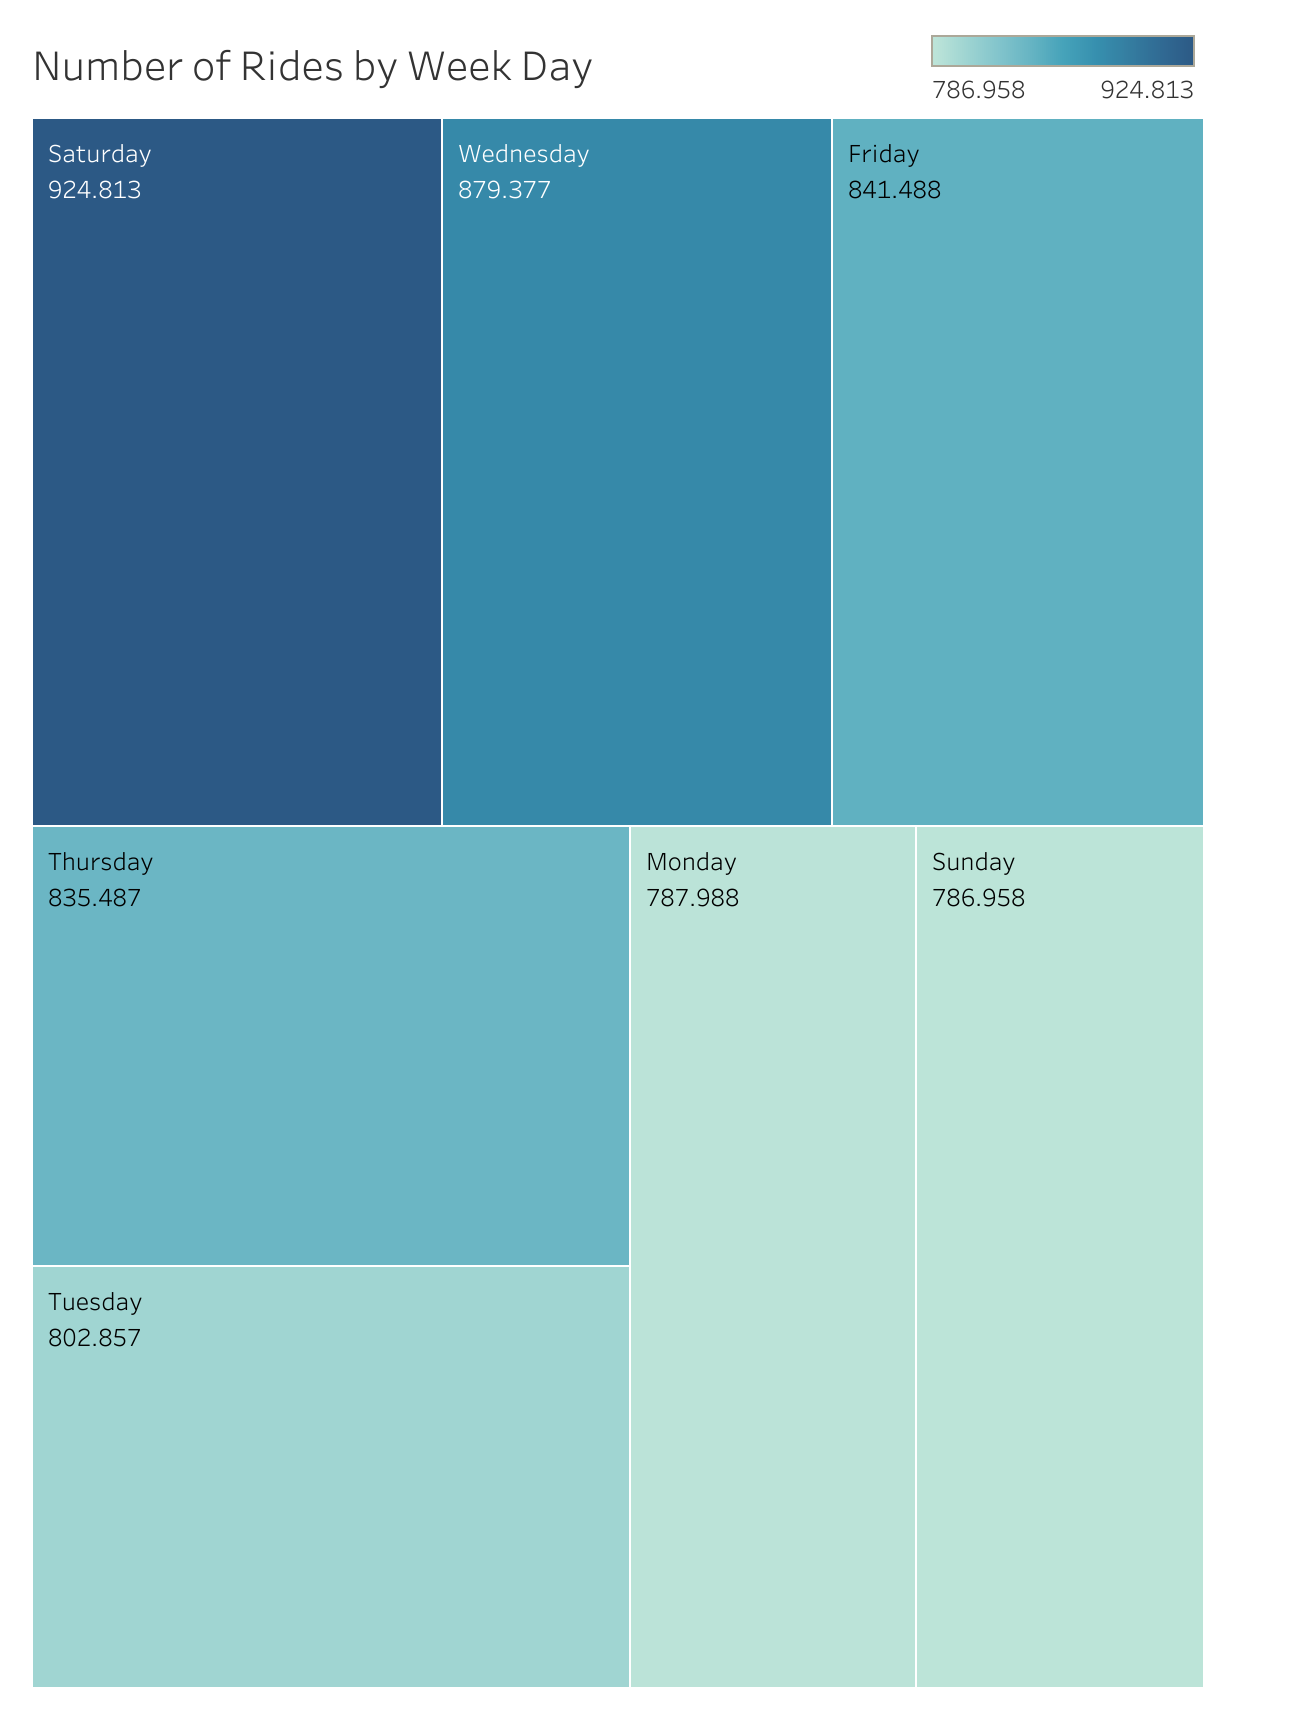 Number of Rides by Week Day
786.958 924.813
Saturday
924.813
Wednesday
879.377
Friday
841.488
Thursday
835.487
Monday
787.988
Sunday
786.958
Tuesday
802.857